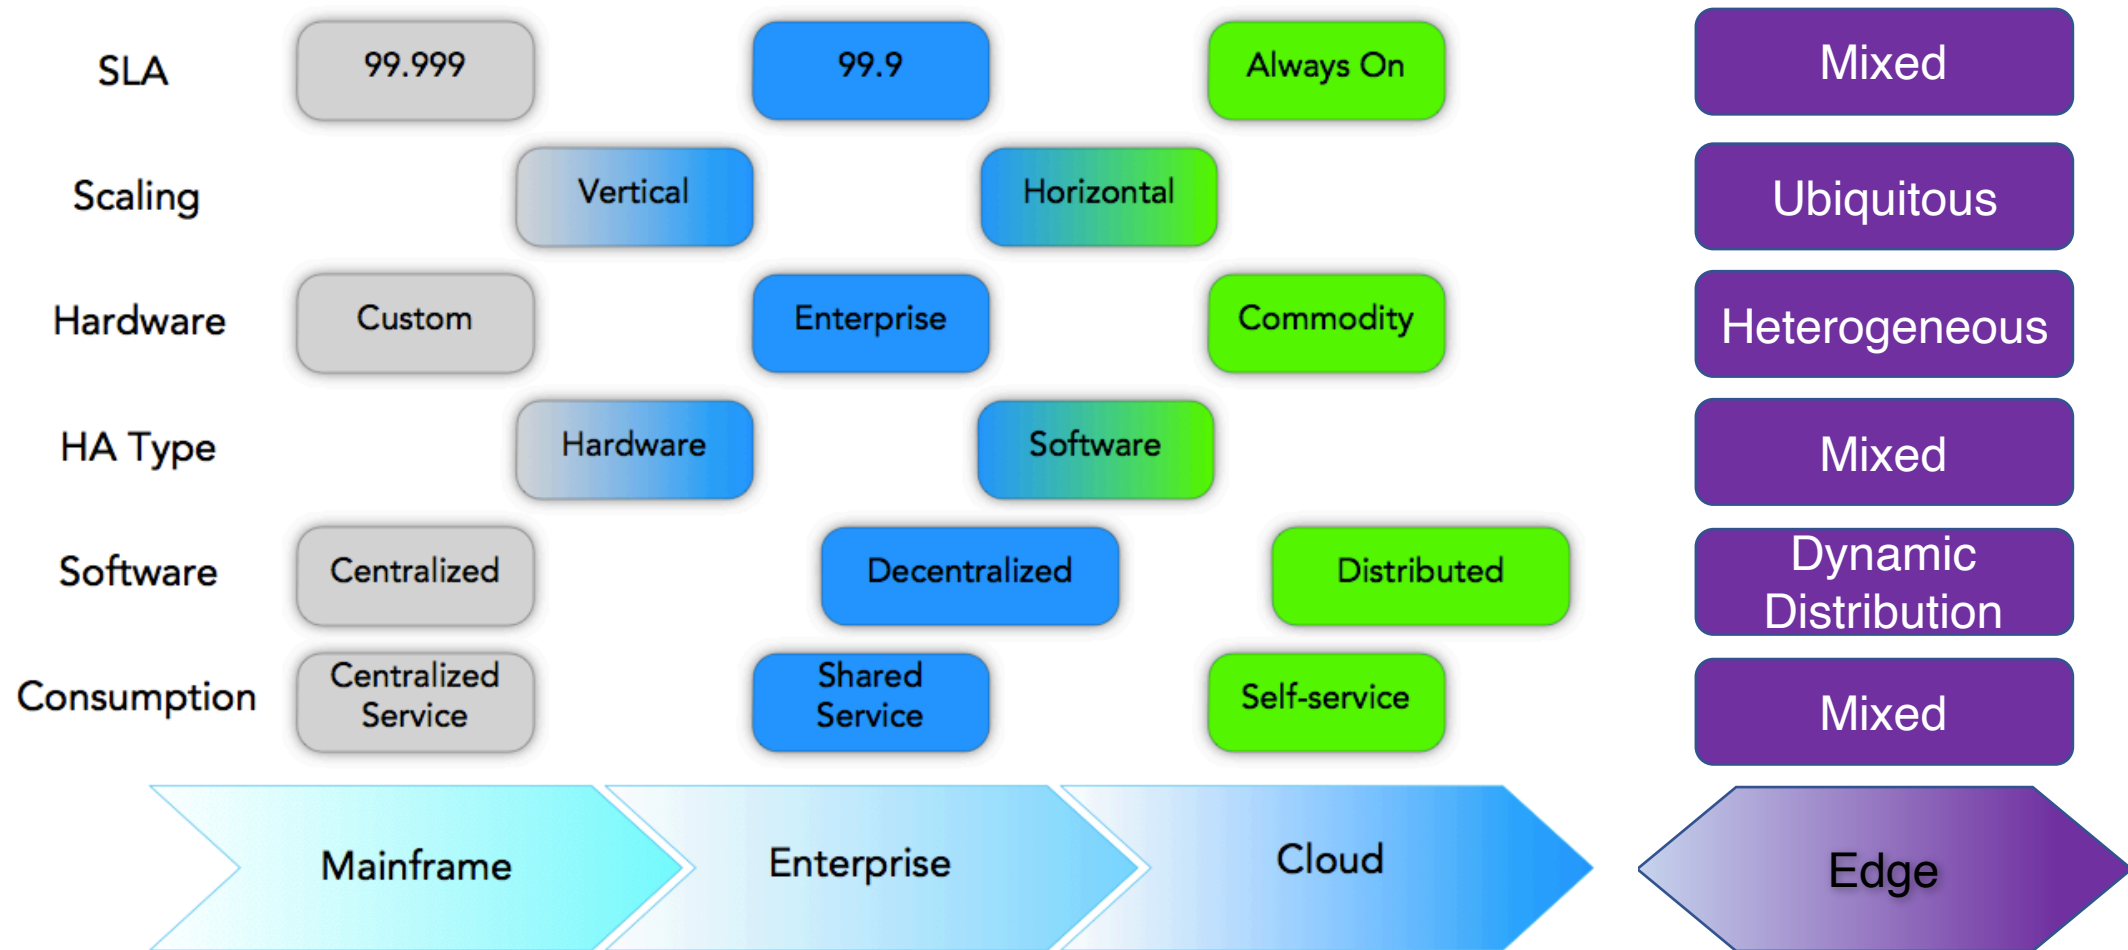 SLA 99.999 99.9 Always On Mixed
Scaling Vertical Horizontal Ubiquitous
Hardware Custom Enterprise Commodity Heterogeneous
HA Type Hardware Software Mixed
Software Centralized Decentralized Distributed Dynamic
Distribution
Consumption Centralized
Service Shared
Service Self-service Mixed
Mainframe Enterprise Cloud Edge